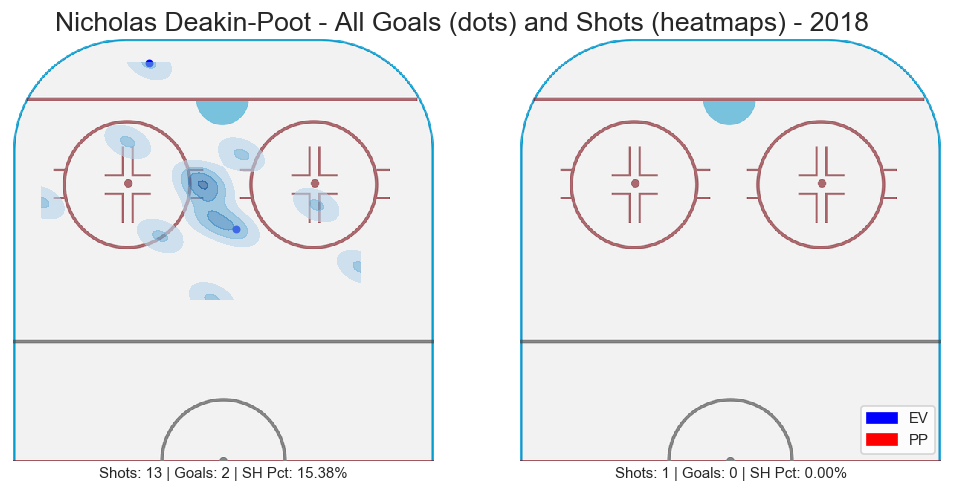 Nicholas Deakin-Poot - All Goals (dots) and Shots (heatmaps) - 2018
EV
PP
Shots: 13 | Goals: 2 | SH Pct: 15.38%
Shots: 1 | Goals: 0 | SH Pct: 0.00%